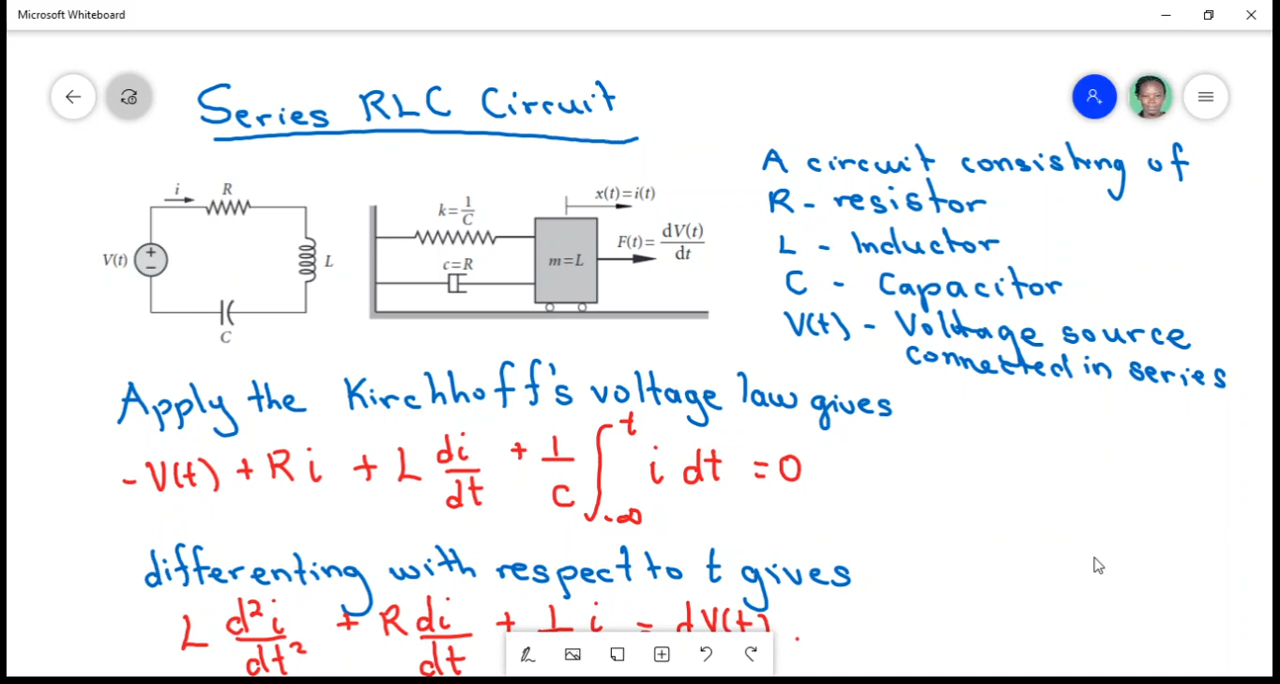 Microsoft Whiteboard
Series RLC Circuit
A circuit consisting of
R - resistor
L - Inductor
C - Capacitor
V(t) - Voltage source
connected in series
i R
V(t) + − L
C
k=1/C
c=R
m=L
x(t)=i(t)
F(t)= dV(t)/dt
Apply the Kirchhoff's voltage law gives
- V(t) + R i + L di/dt + 1/C ∫_{-∞}^{t} i dt = 0
differenting with respect to t gives
L d²i/dt² + R di/dt + 1 i = dV(t)